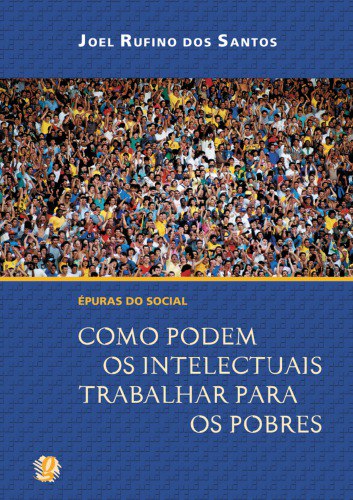 JOEL RUFINO DOS SANTOS
ÉPURAS DO SOCIAL
COMO PODEM
OS INTELECTUAIS
TRABALHAR PARA
OS POBRES